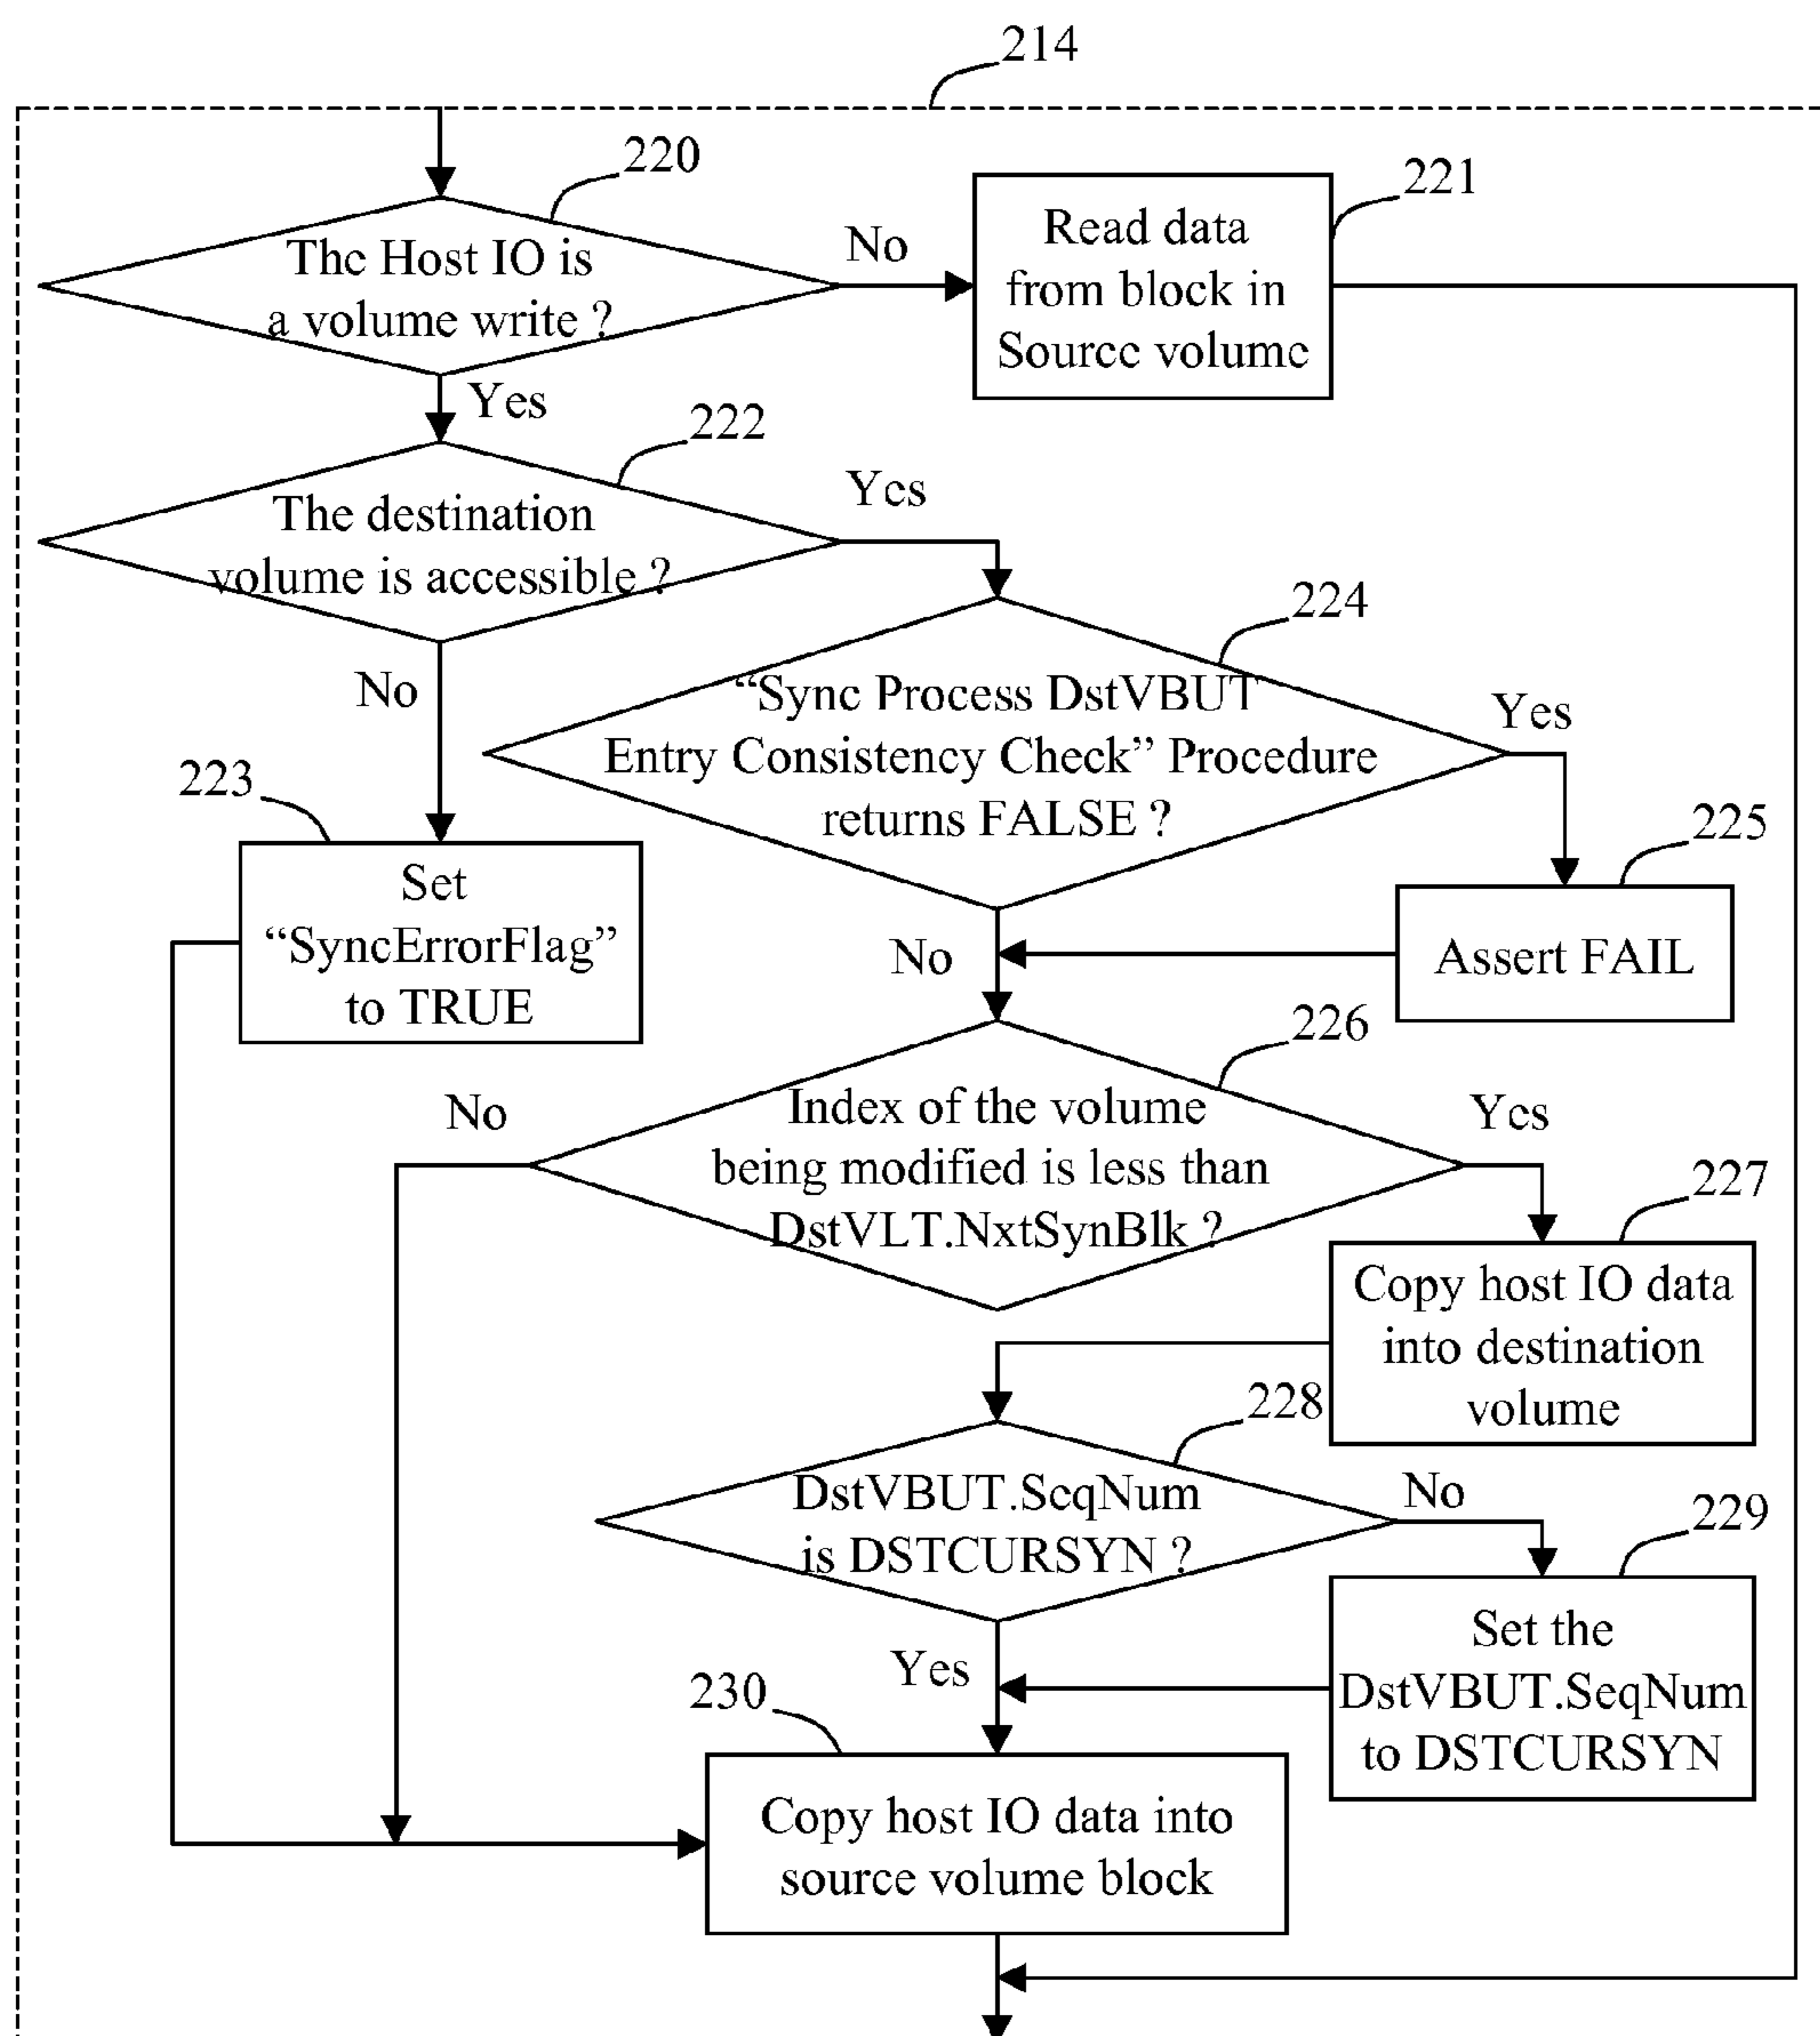 214
220
The Host IO is
a volume write ?
No
221
Read data
from block in
Source volume
Yes
222
The destination
volume is accessible ?
Yes
No
224
“Sync Process DstVBUT
Entry Consistency Check” Procedure
returns FALSE ?
Yes
223
Set
“SyncErrorFlag”
to TRUE
225
Assert FAIL
No
226
Index of the volume
being modified is less than
DstVLT.NxtSynBlk ?
No
Yes
227
Copy host IO data
into destination
volume
228
DstVBUT.SeqNum
is DSTCURSYN ?
No
229
Set the
DstVBUT.SeqNum
to DSTCURSYN
Yes
230
Copy host IO data into
source volume block